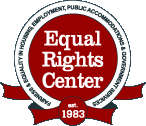 FAIRNESS & EQUALITY IN HOUSING, EMPLOYMENT, PUBLIC ACCOMMODATIONS & GOVERNMENT SERVICES
Equal
Rights
Center
est.
1983